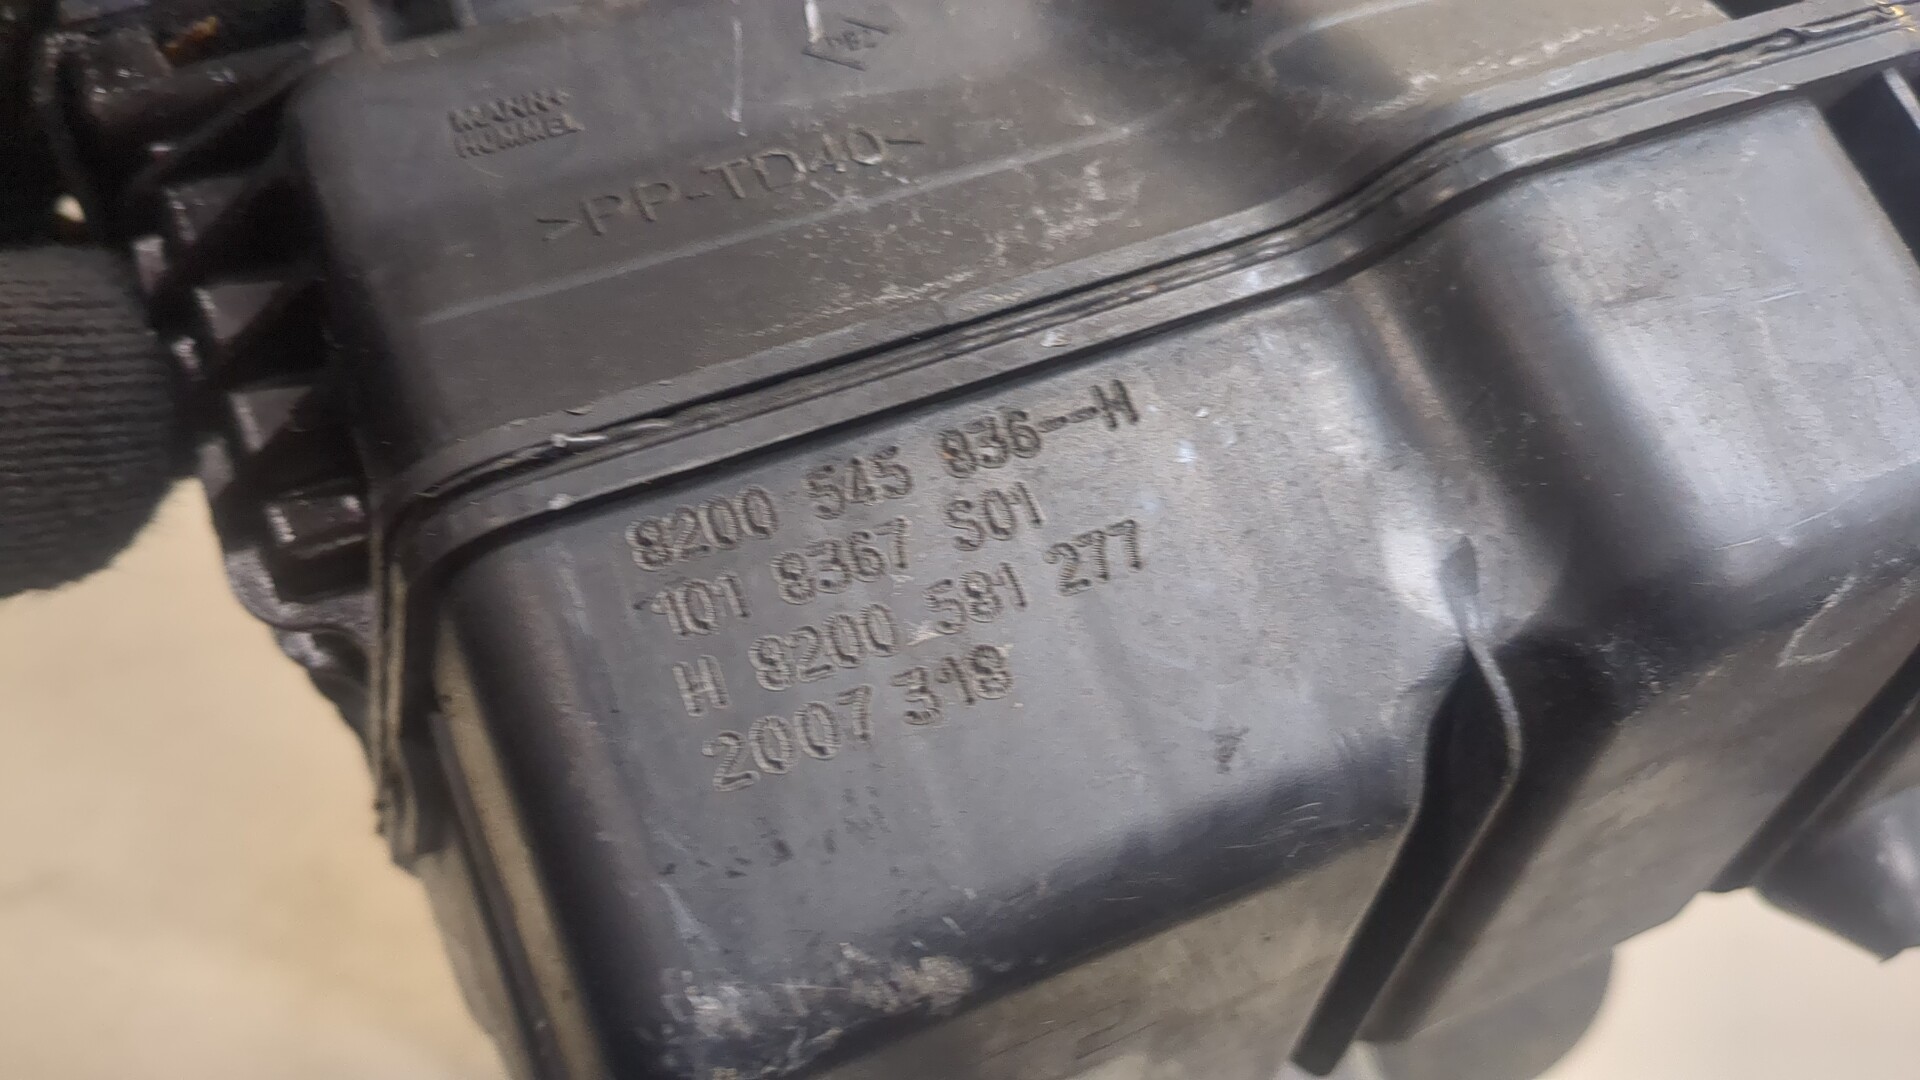 MANN+
HUMMEL
>PP-TD40<
8200 545 836--H
101 8367 S01
H 8200 581 277
2007 318